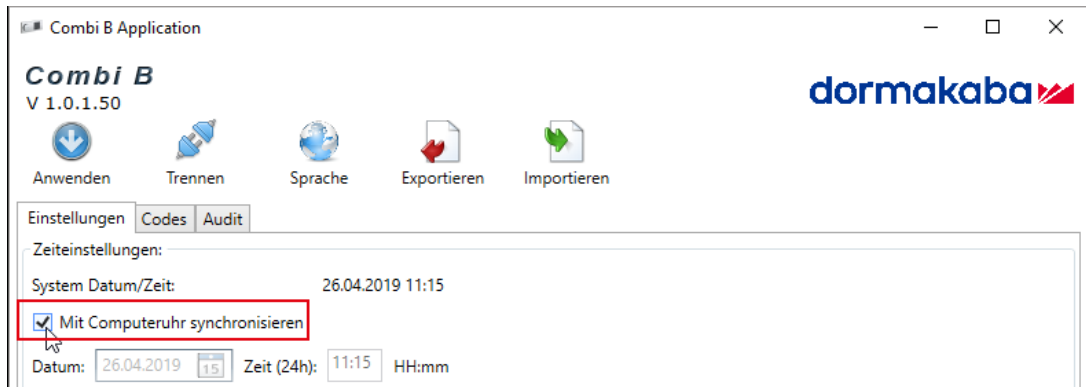 Combi B Application
Combi B
V 1.0.1.50
dormakaba
Anwenden Trennen Sprache Exportieren Importieren
Einstellungen Codes Audit
Zeiteinstellungen:
System Datum/Zeit: 26.04.2019 11:15
Mit Computeruhr synchronisieren
Datum: 26.04.2019 15 Zeit (24h): 11:15 HH:mm